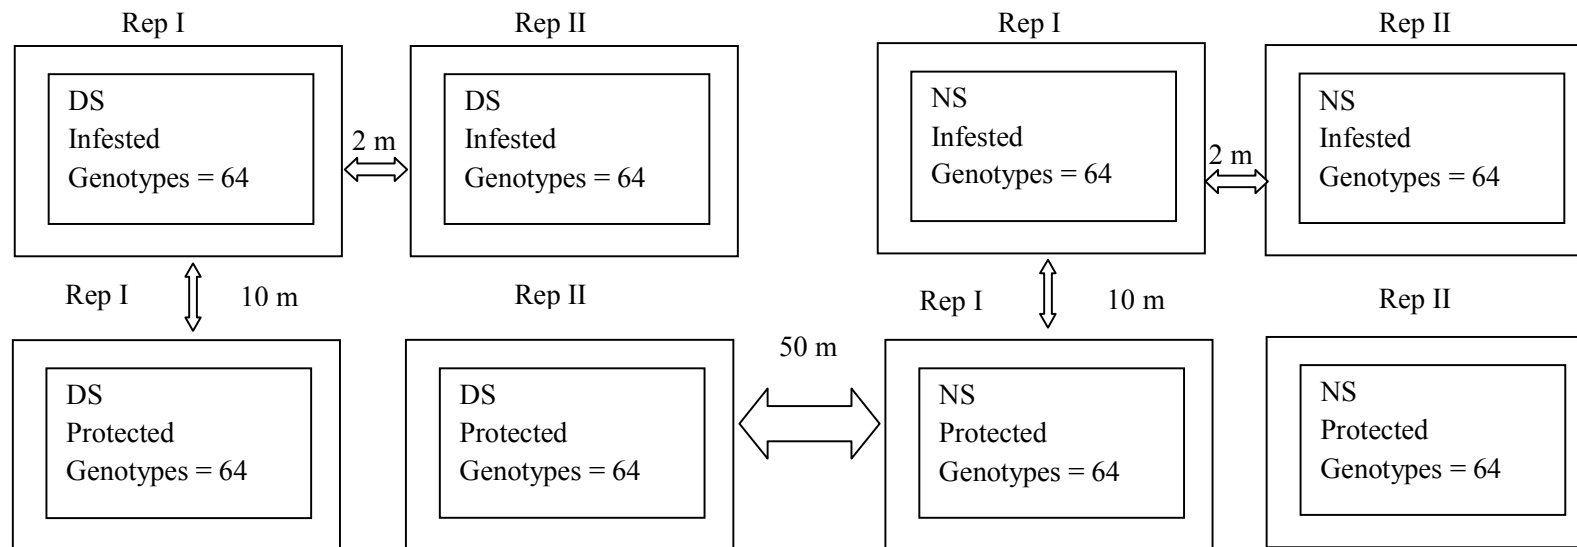 Rep I
Rep II
Rep I
Rep II
DS
Infested
Genotypes = 64
2 m
DS
Infested
Genotypes = 64
NS
Infested
Genotypes = 64
2 m
NS
Infested
Genotypes = 64
Rep I
10 m
Rep II
Rep I
10 m
Rep II
DS
Protected
Genotypes = 64
DS
Protected
Genotypes = 64
50 m
NS
Protected
Genotypes = 64
NS
Protected
Genotypes = 64